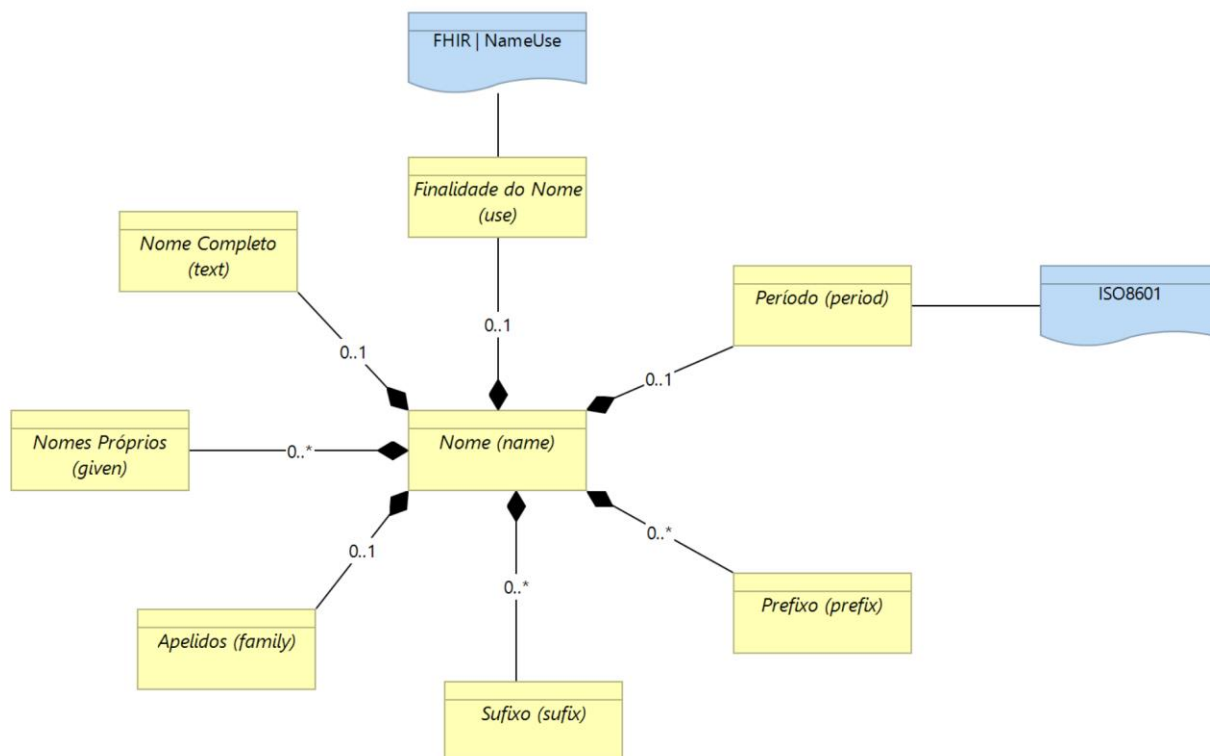 FHIR | NameUse
Finalidade do Nome
(use)
Nome Completo
(text)
Período (period)
ISO8601
0..1
0..1
0..1
Nomes Próprios
(given)
0..*
Nome (name)
0..1
0..*
0..*
Apelidos (family)
Prefixo (prefix)
Sufixo (sufix)